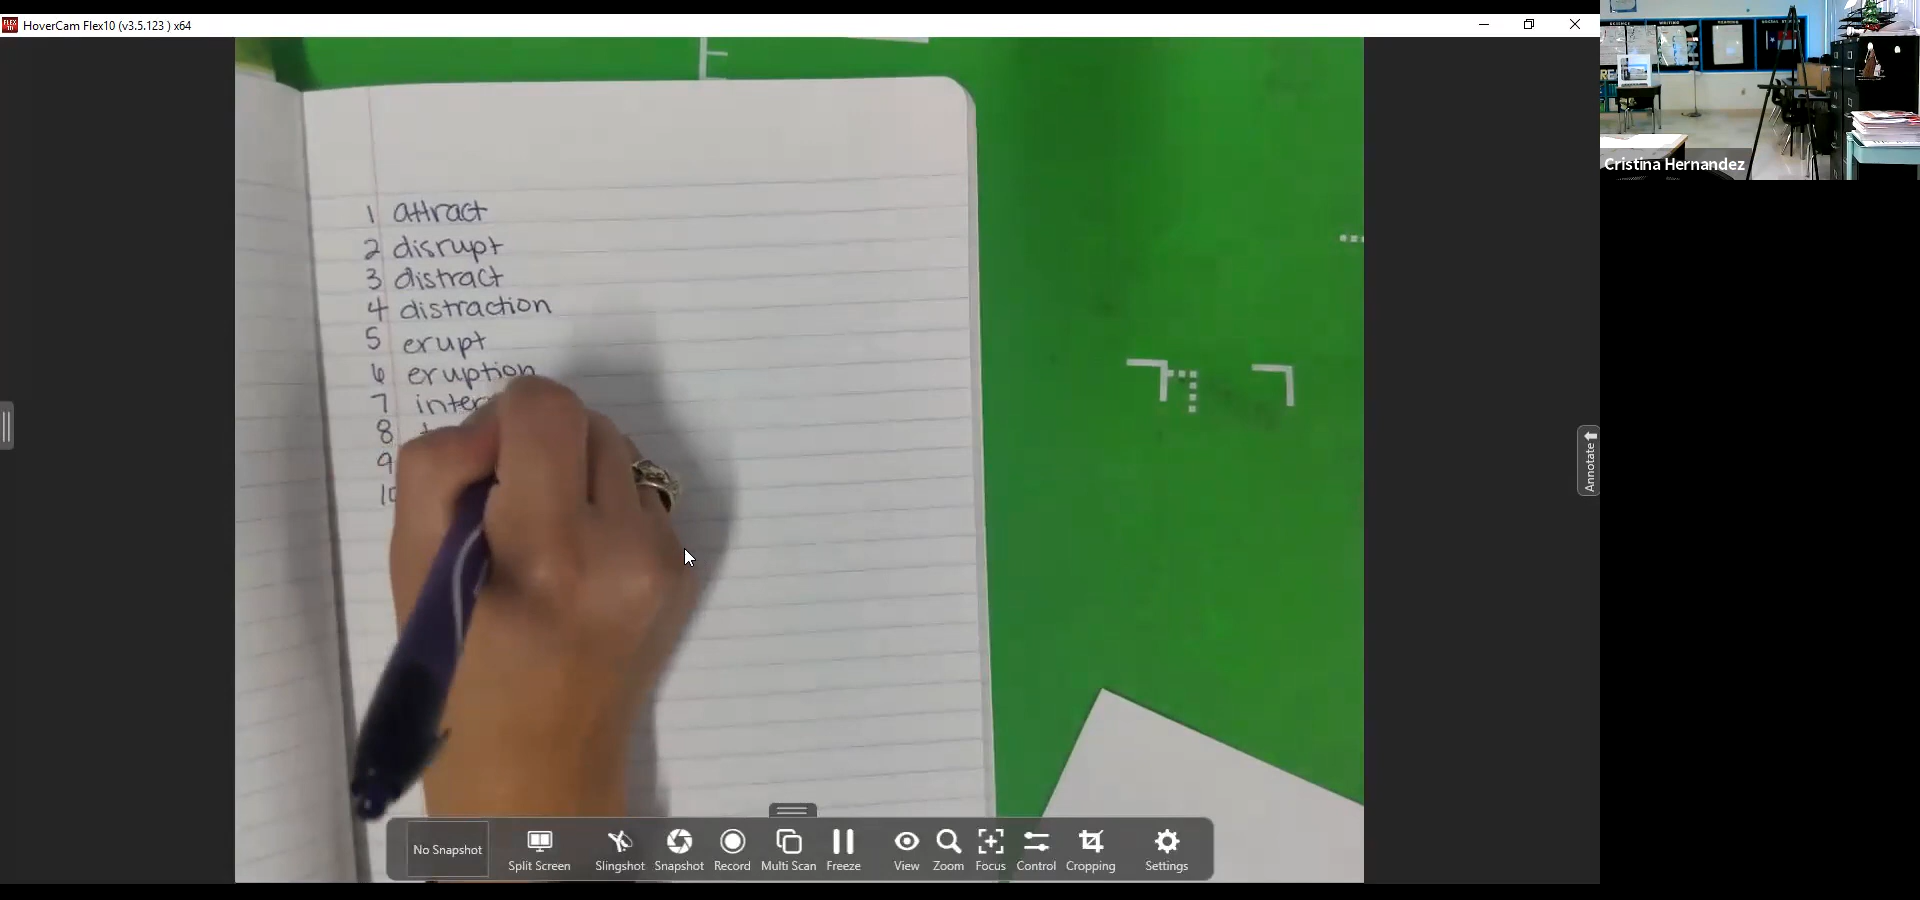 HoverCam Flex10 (v3.5.123 ) x64
Cristina Hernandez
1 attract
2 disrupt
3 distract
4 distraction
5 erupt
6 eruption
7
8
9
10
Annotate
No Snapshot
Split Screen
Slingshot
Snapshot
Record
Multi Scan
Freeze
View
Zoom
Focus
Control
Cropping
Settings